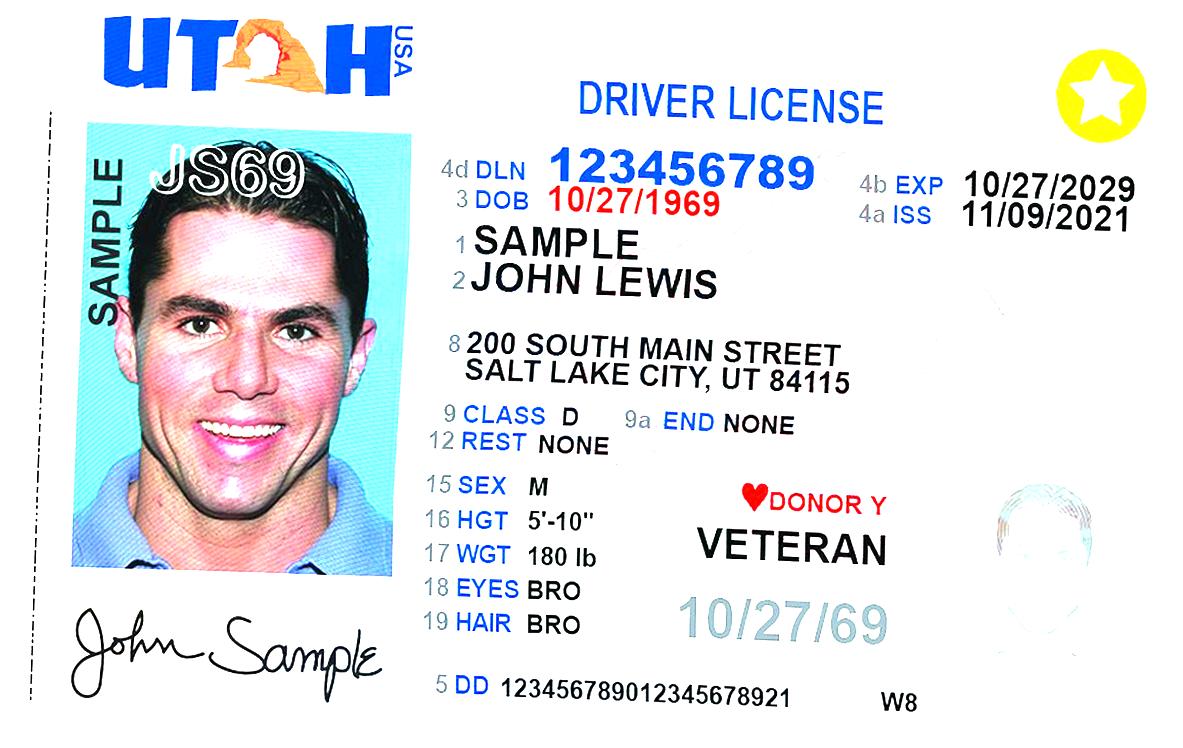 UTAH USA
DRIVER LICENSE
SAMPLE
JS69
4d DLN 123456789
3 DOB 10/27/1969
4b EXP 10/27/2029
4a ISS 11/09/2021
1 SAMPLE
2 JOHN LEWIS
8 200 SOUTH MAIN STREET
SALT LAKE CITY, UT 84115
9 CLASS D 9a END NONE
12 REST NONE
15 SEX M
16 HGT 5'-10"
17 WGT 180 lb
18 EYES BRO
19 HAIR BRO
DONOR Y
VETERAN
10/27/69
John Sample
5 DD 123456789012345678921 W8